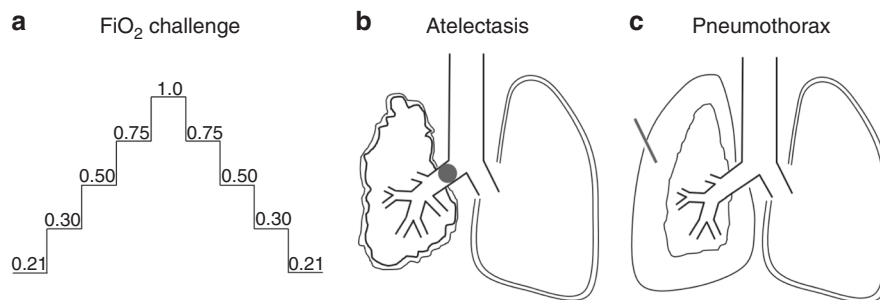 a FiO₂ challenge
b Atelectasis
c Pneumothorax
1.0
0.75 0.75
0.50 0.50
0.30 0.30
0.21 0.21